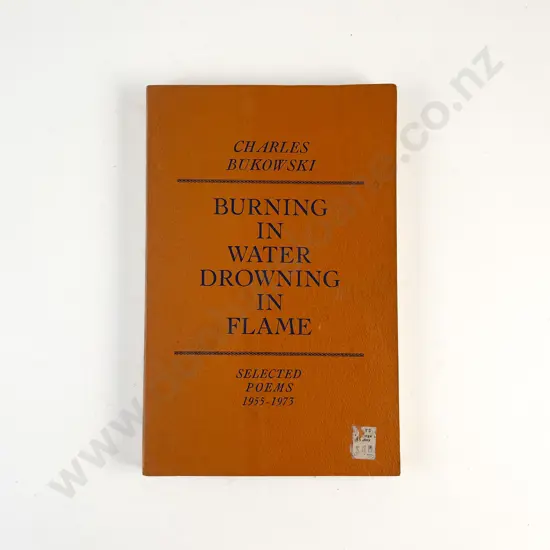 CHARLES
BUKOWSKI
BURNING
IN
WATER
DROWNING
IN
FLAME
SELECTED
POEMS
1955-1973